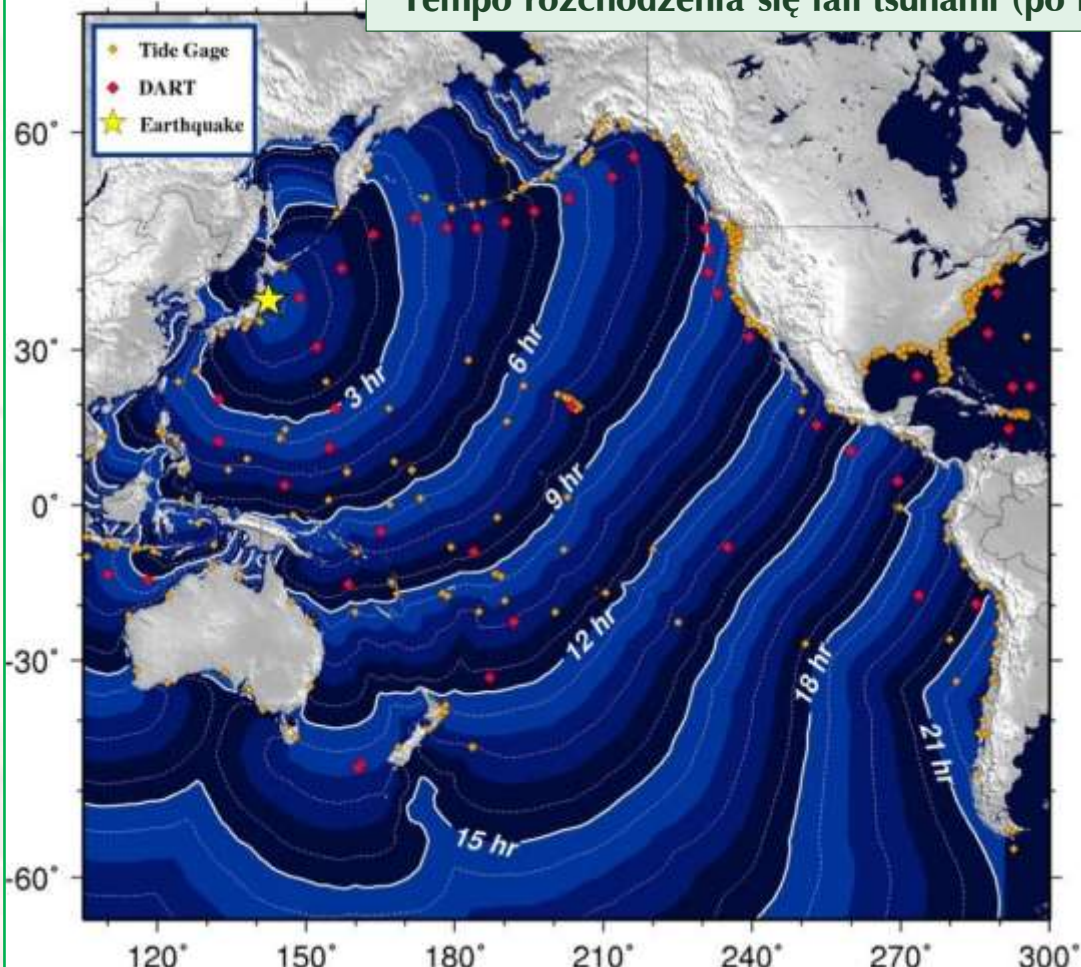 Tempo rozchodzenia się fali tsunami (po
Tide Gage
DART
Earthquake
60°
30°
0°
-30°
-60°
3 hr
6 hr
9 hr
12 hr
15 hr
18 hr
21 hr
120°
150°
180°
210°
240°
270°
300°